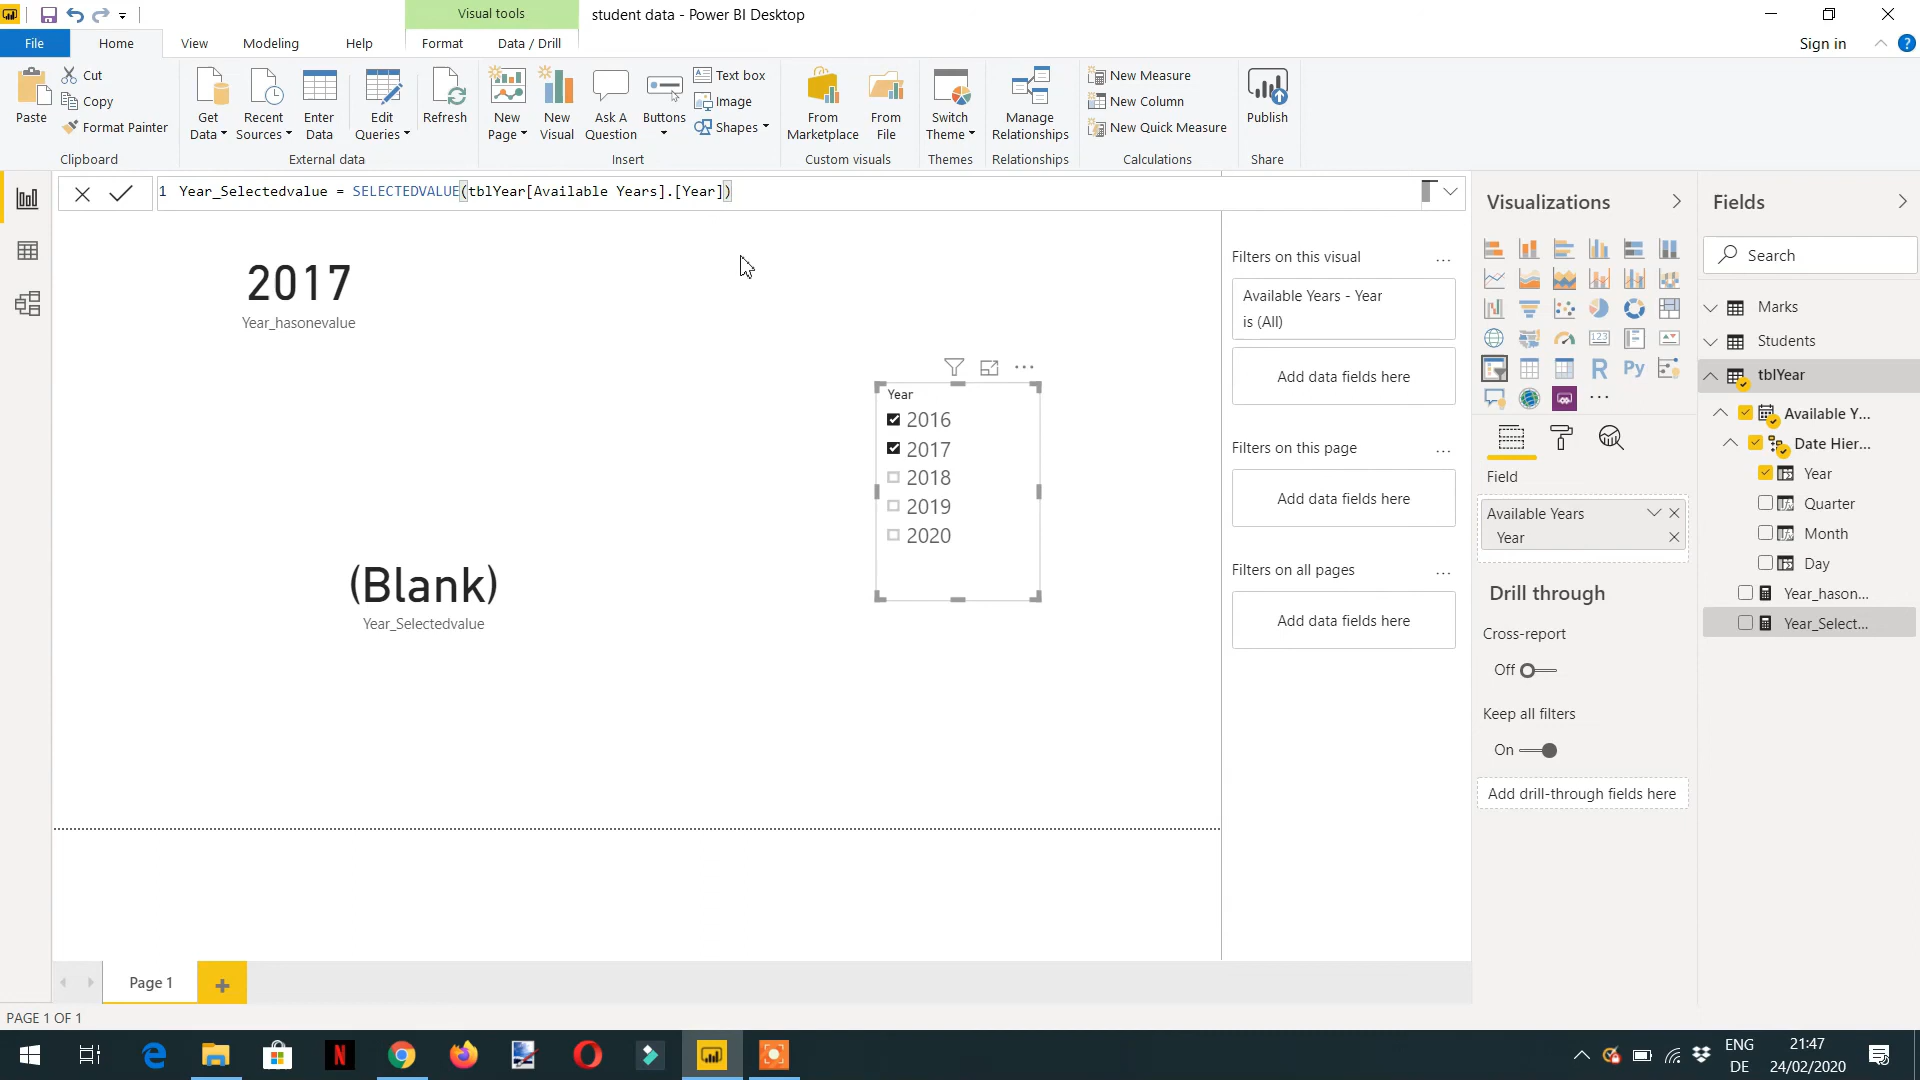 Visual tools
student data - Power BI Desktop
File
Home
View
Modeling
Help
Format
Data / Drill
Sign in
Paste
Cut
Copy
Format Painter
Clipboard
Get Data
Recent Sources
Enter Data
Edit Queries
Refresh
External data
New Page
New Visual
Ask A Question
Buttons
Text box
Image
Shapes
Insert
From Marketplace
From File
Custom visuals
Switch Theme
Themes
Manage Relationships
Relationships
New Measure
New Column
New Quick Measure
Calculations
Publish
Share
1 Year_Selectedvalue = SELECTEDVALUE(tblYear[Available Years].[Year])
2017
Year_hasonevalue
(Blank)
Year_Selectedvalue
Year
2016
2017
2018
2019
2020
Filters on this visual
...
Available Years - Year
is (All)
Add data fields here
Filters on this page
...
Add data fields here
Filters on all pages
...
Add data fields here
Visualizations
R
Py
123
...
Field
Available Years
Year
Drill through
Cross-report
Off
Keep all filters
On
Add drill-through fields here
Fields
Search
Marks
Students
tblYear
Available Y...
Date Hier...
Year
Quarter
Month
Day
Year_hason...
Year_Select...
Page 1
PAGE 1 OF 1
ENG
DE
21:47
24/02/2020